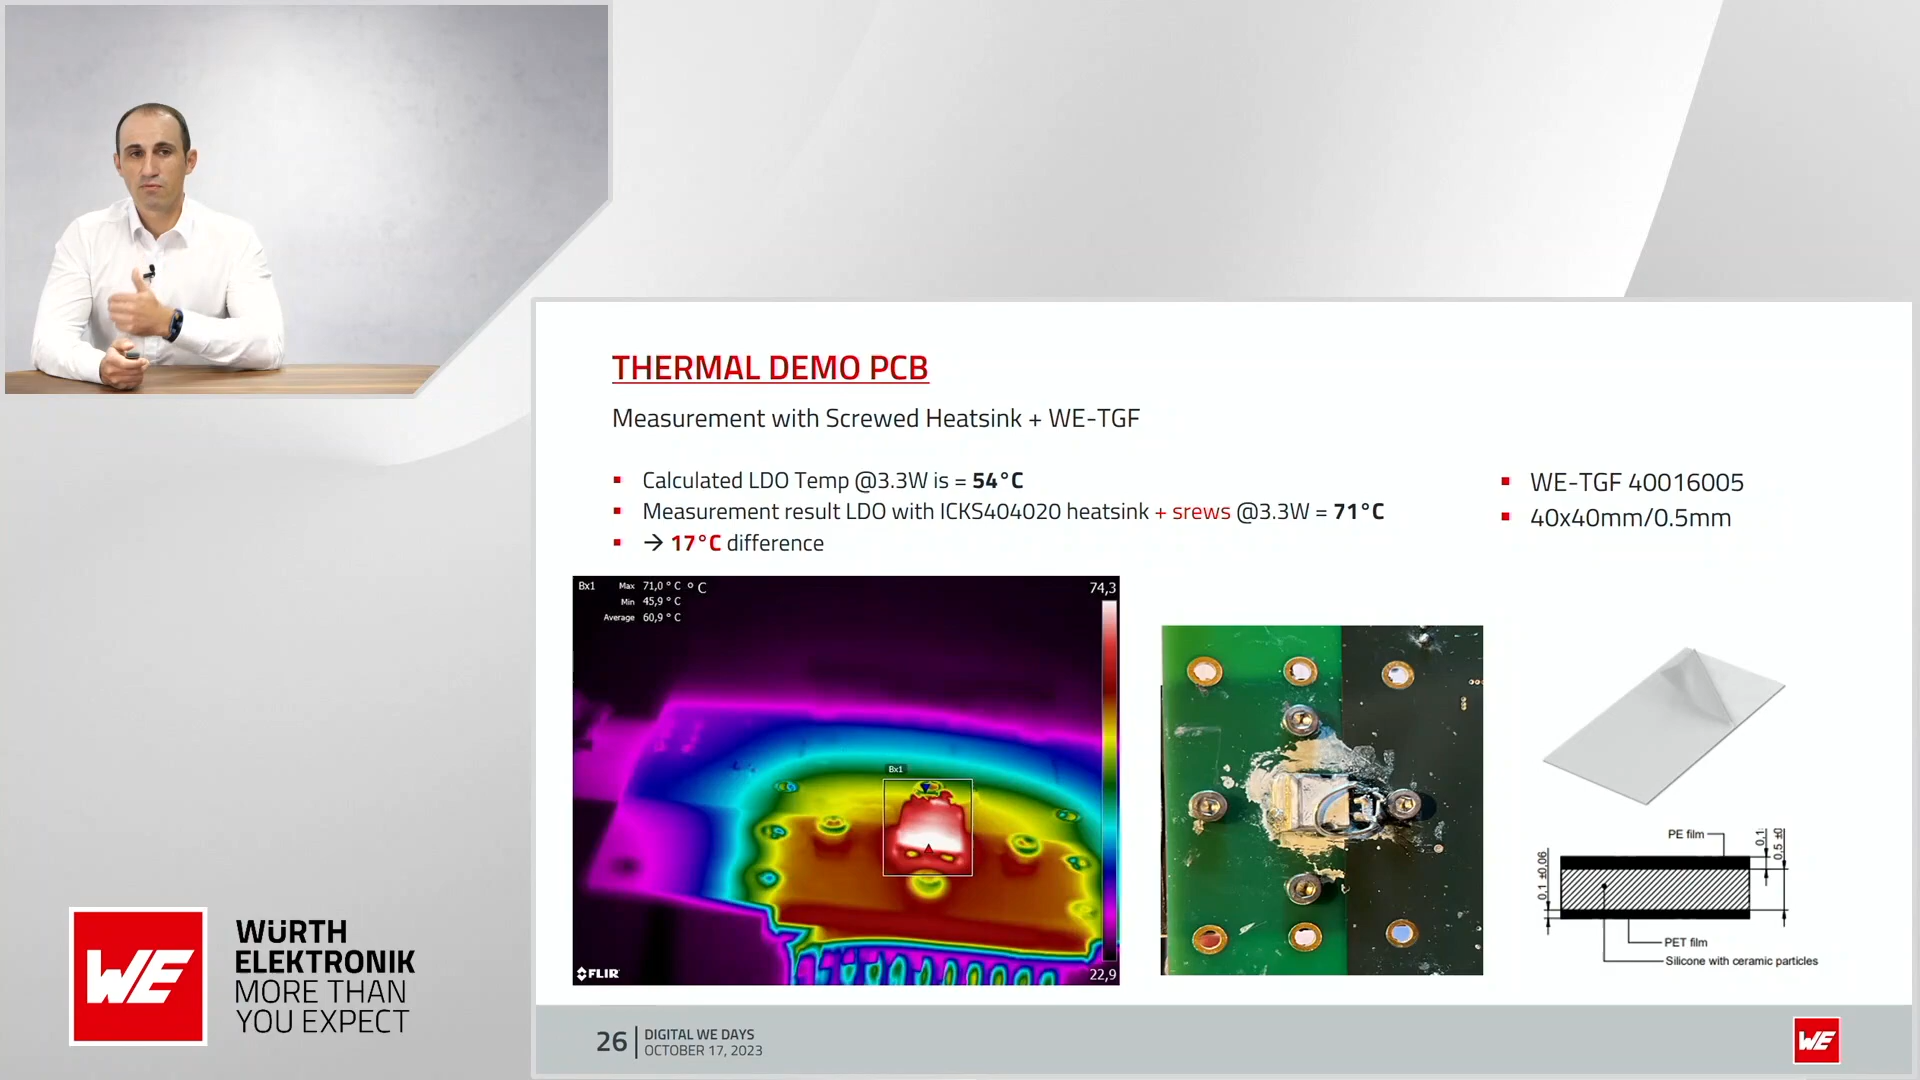 THERMAL DEMO PCB
Measurement with Screwed Heatsink + WE-TGF
▪ Calculated LDO Temp @3.3W is = 54°C
▪ Measurement result LDO with ICKS404020 heatsink + srews @3.3W = 71°C
▪ → 17°C difference
▪ WE-TGF 40016005
▪ 40x40mm/0.5mm
Bx1 Max 71,0 ° C ° C
Min 45,9 ° C
Average 60,9 ° C
74,3
Bx1
FLIR
22,9
PE film
0,1
0,5 ±0
0,1 ±0,06
PET film
Silicone with ceramic particles
WE
WÜRTH
ELEKTRONIK
MORE THAN
YOU EXPECT
26
DIGITAL WE DAYS
OCTOBER 17, 2023
WE